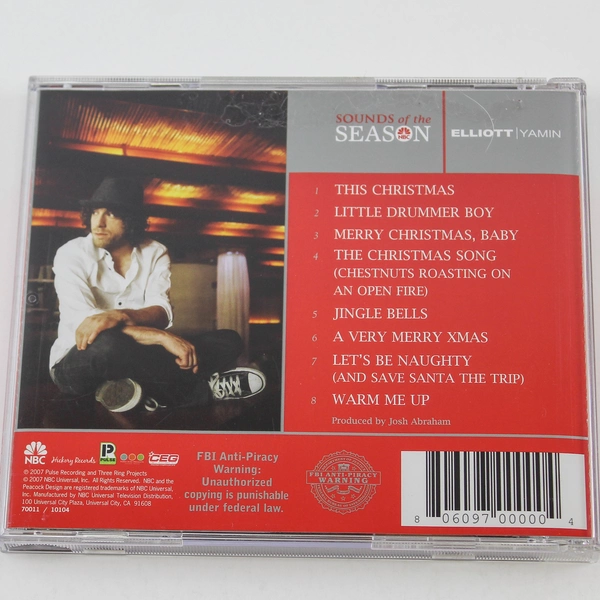 SOUNDS of the
SEASON
NBC
ELLIOTT | YAMIN
1 THIS CHRISTMAS
2 LITTLE DRUMMER BOY
3 MERRY CHRISTMAS, BABY
4 THE CHRISTMAS SONG
(CHESTNUTS ROASTING ON
AN OPEN FIRE)
5 JINGLE BELLS
6 A VERY MERRY XMAS
7 LET'S BE NAUGHTY
(AND SAVE SANTA THE TRIP)
8 WARM ME UP
Produced by Josh Abraham
NBC Hickory Records PULSE CEG
© 2007 Pulse Recording and Three Ring Projects
© 2007 NBC Universal, Inc. All Rights Reserved. NBC and the
Peacock Design are registered trademarks of NBC Universal,
Inc. Manufactured by NBC Universal Television Distribution,
100 Universal City Plaza, Universal City, CA 91608
70011 / 10104
FBI Anti-Piracy
Warning:
Unauthorized
copying is punishable
under federal law.
FBI ANTI-PIRACY
WARNING
8 06097 00000 4